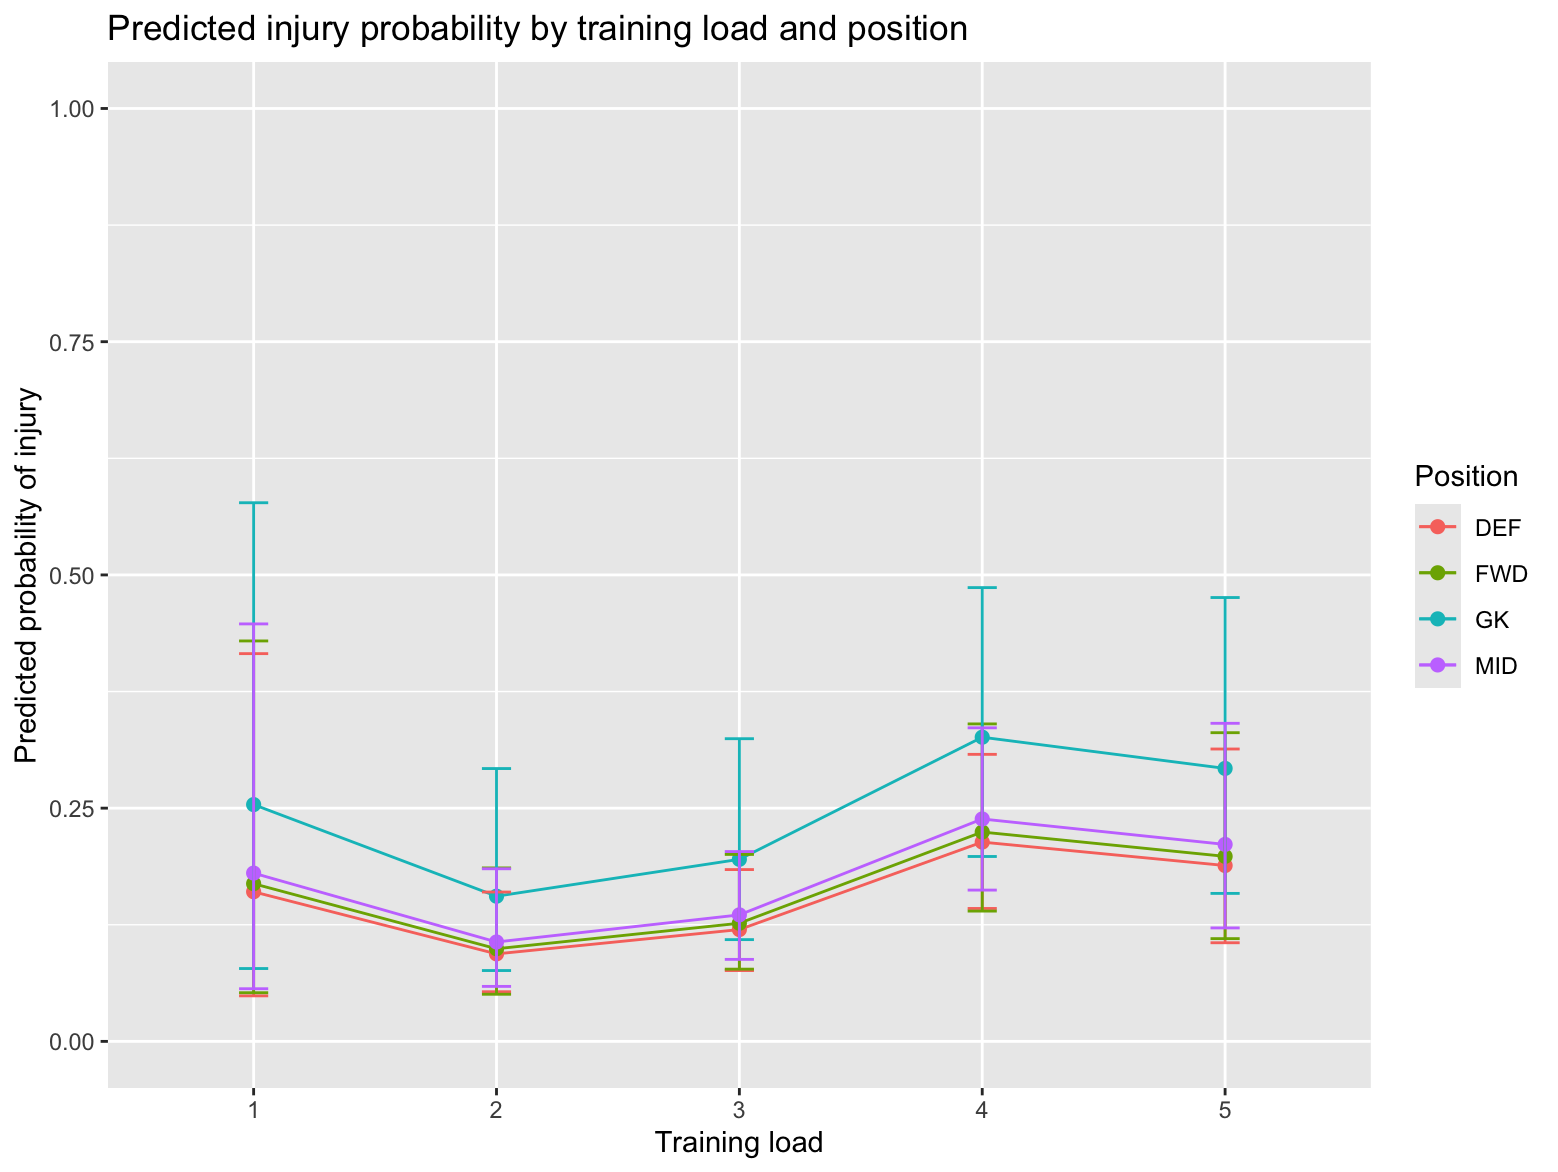 Predicted injury probability by training load and position
1.00
0.75
0.50
0.25
0.00
Predicted probability of injury
1 2 3 4 5
Training load
Position
DEF
FWD
GK
MID